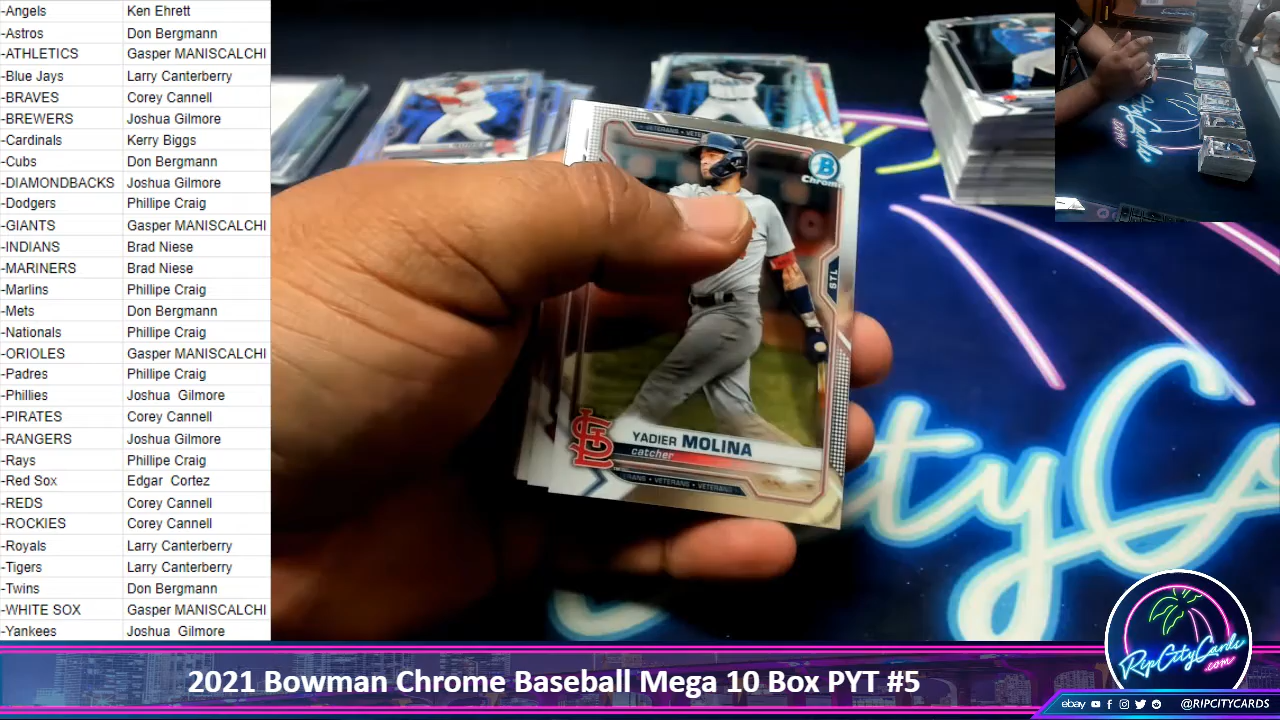 -Angels Ken Ehrett
-Astros Don Bergmann
-ATHLETICS Gasper MANISCALCHI
-Blue Jays Larry Canterberry
-BRAVES Corey Cannell
-BREWERS Joshua Gilmore
-Cardinals Kerry Biggs
-Cubs Don Bergmann
-DIAMONDBACKS Joshua Gilmore
-Dodgers Phillipe Craig
-GIANTS Gasper MANISCALCHI
-INDIANS Brad Niese
-MARINERS Brad Niese
-Marlins Phillipe Craig
-Mets Don Bergmann
-Nationals Phillipe Craig
-ORIOLES Gasper MANISCALCHI
-Padres Phillipe Craig
-Phillies Joshua Gilmore
-PIRATES Corey Cannell
-RANGERS Joshua Gilmore
-Rays Phillipe Craig
-Red Sox Edgar Cortez
-REDS Corey Cannell
-ROCKIES Corey Cannell
-Royals Larry Canterberry
-Tigers Larry Canterberry
-Twins Don Bergmann
-WHITE SOX Gasper MANISCALCHI
-Yankees Joshua Gilmore
VETERANS
B
Chrome
STL
YADIER MOLINA
catcher
VETERANS
ty C
RipCityCards
.com
2021 Bowman Chrome Baseball Mega 10 Box PYT #5
ebay @RIPCITYCARDS